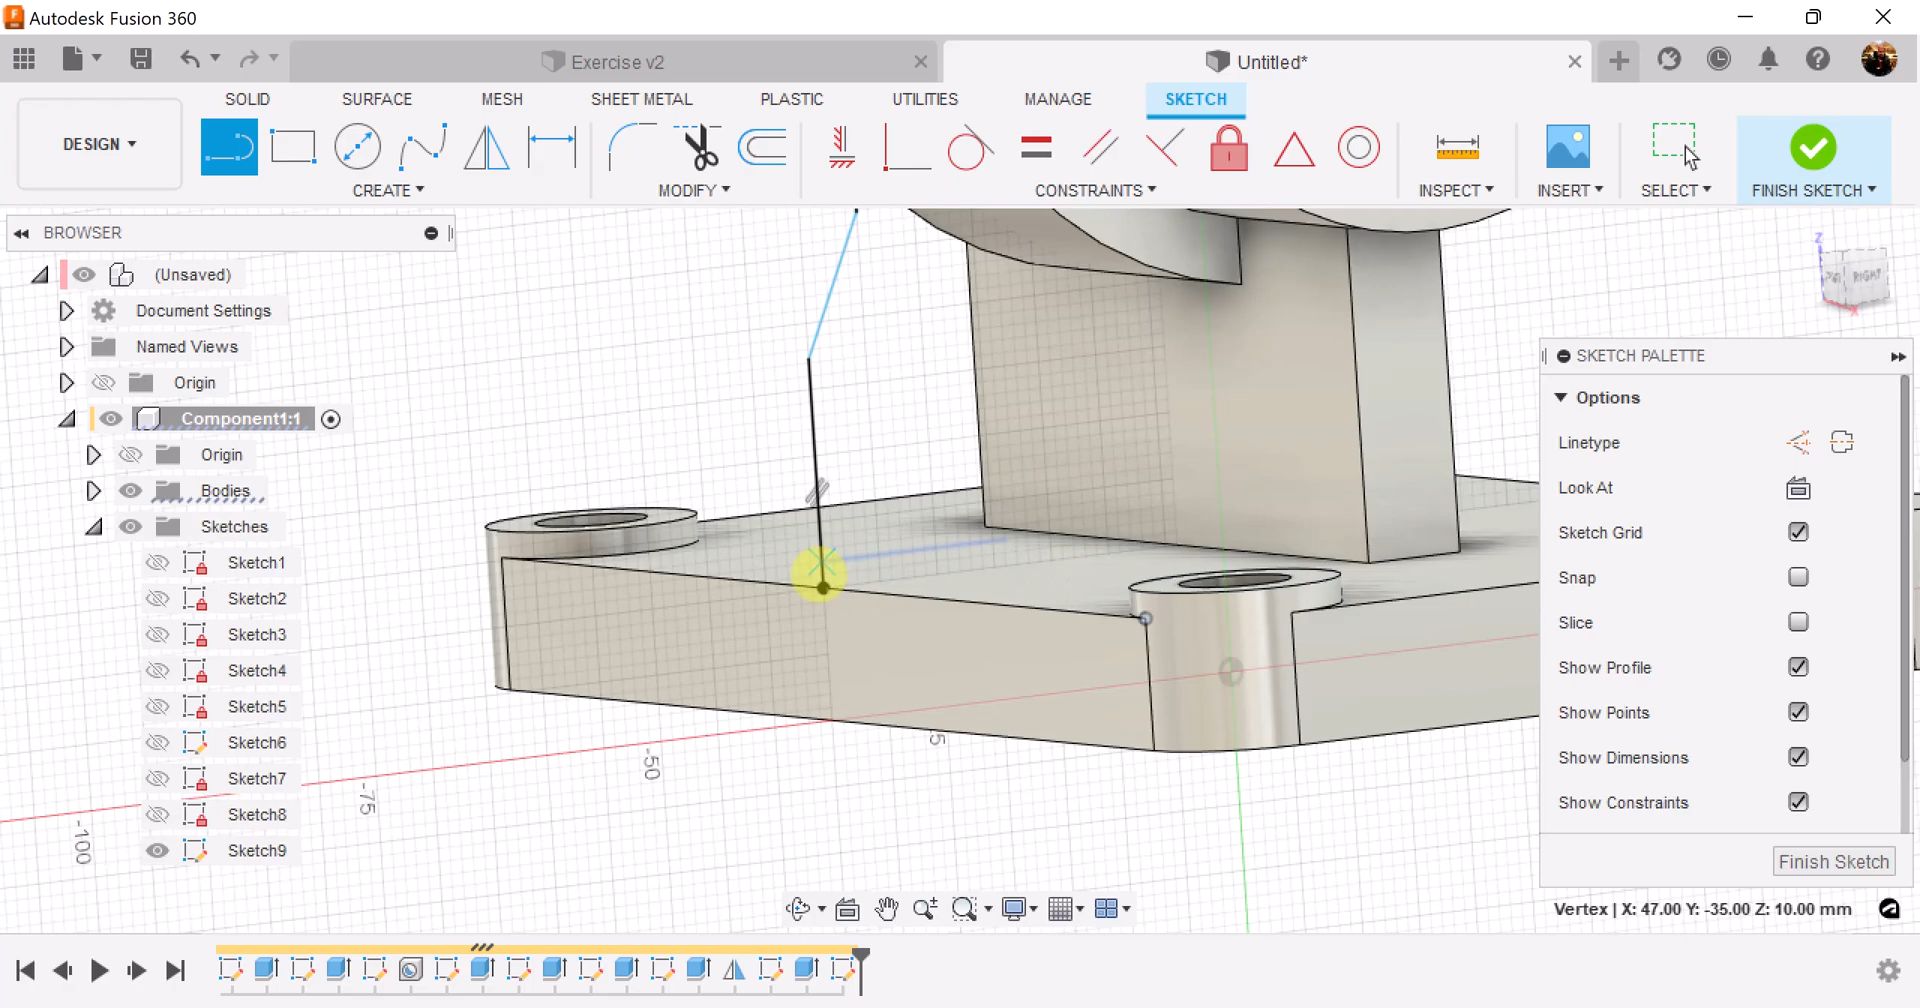 Autodesk Fusion 360
Exercise v2
Untitled*
DESIGN
SOLID
SURFACE
MESH
SHEET METAL
PLASTIC
UTILITIES
MANAGE
SKETCH
CREATE
MODIFY
CONSTRAINTS
INSPECT
INSERT
SELECT
FINISH SKETCH
BROWSER
(Unsaved)
Document Settings
Named Views
Origin
Component1:1
Origin
Bodies
Sketches
Sketch1
Sketch2
Sketch3
Sketch4
Sketch5
Sketch6
Sketch7
Sketch8
Sketch9
Z
RIGHT
X
SKETCH PALETTE
Options
Linetype
Look At
Sketch Grid
Snap
Slice
Show Profile
Show Points
Show Dimensions
Show Constraints
Finish Sketch
5
-50
-75
-100
Vertex | X: 47.00 Y: -35.00 Z: 10.00 mm